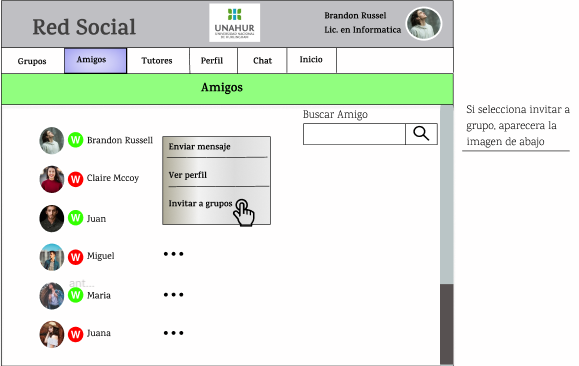 Red Social
UNAHUR
UNIVERSIDAD NACIONAL
DE HURLINGHAM
Brandon Russel
Lic. en Informatica
Grupos
Amigos
Tutores
Perfil
Chat
Inicio
Amigos
Buscar Amigo
Si selecciona invitar a
grupo, aparecera la
imagen de abajo
W Brandon Russell
Enviar mensaje
W Claire Mccoy
Ver perfil
W Juan
Invitar a grupos
W Miguel
•••
ant...
W Maria
•••
W Juana
•••